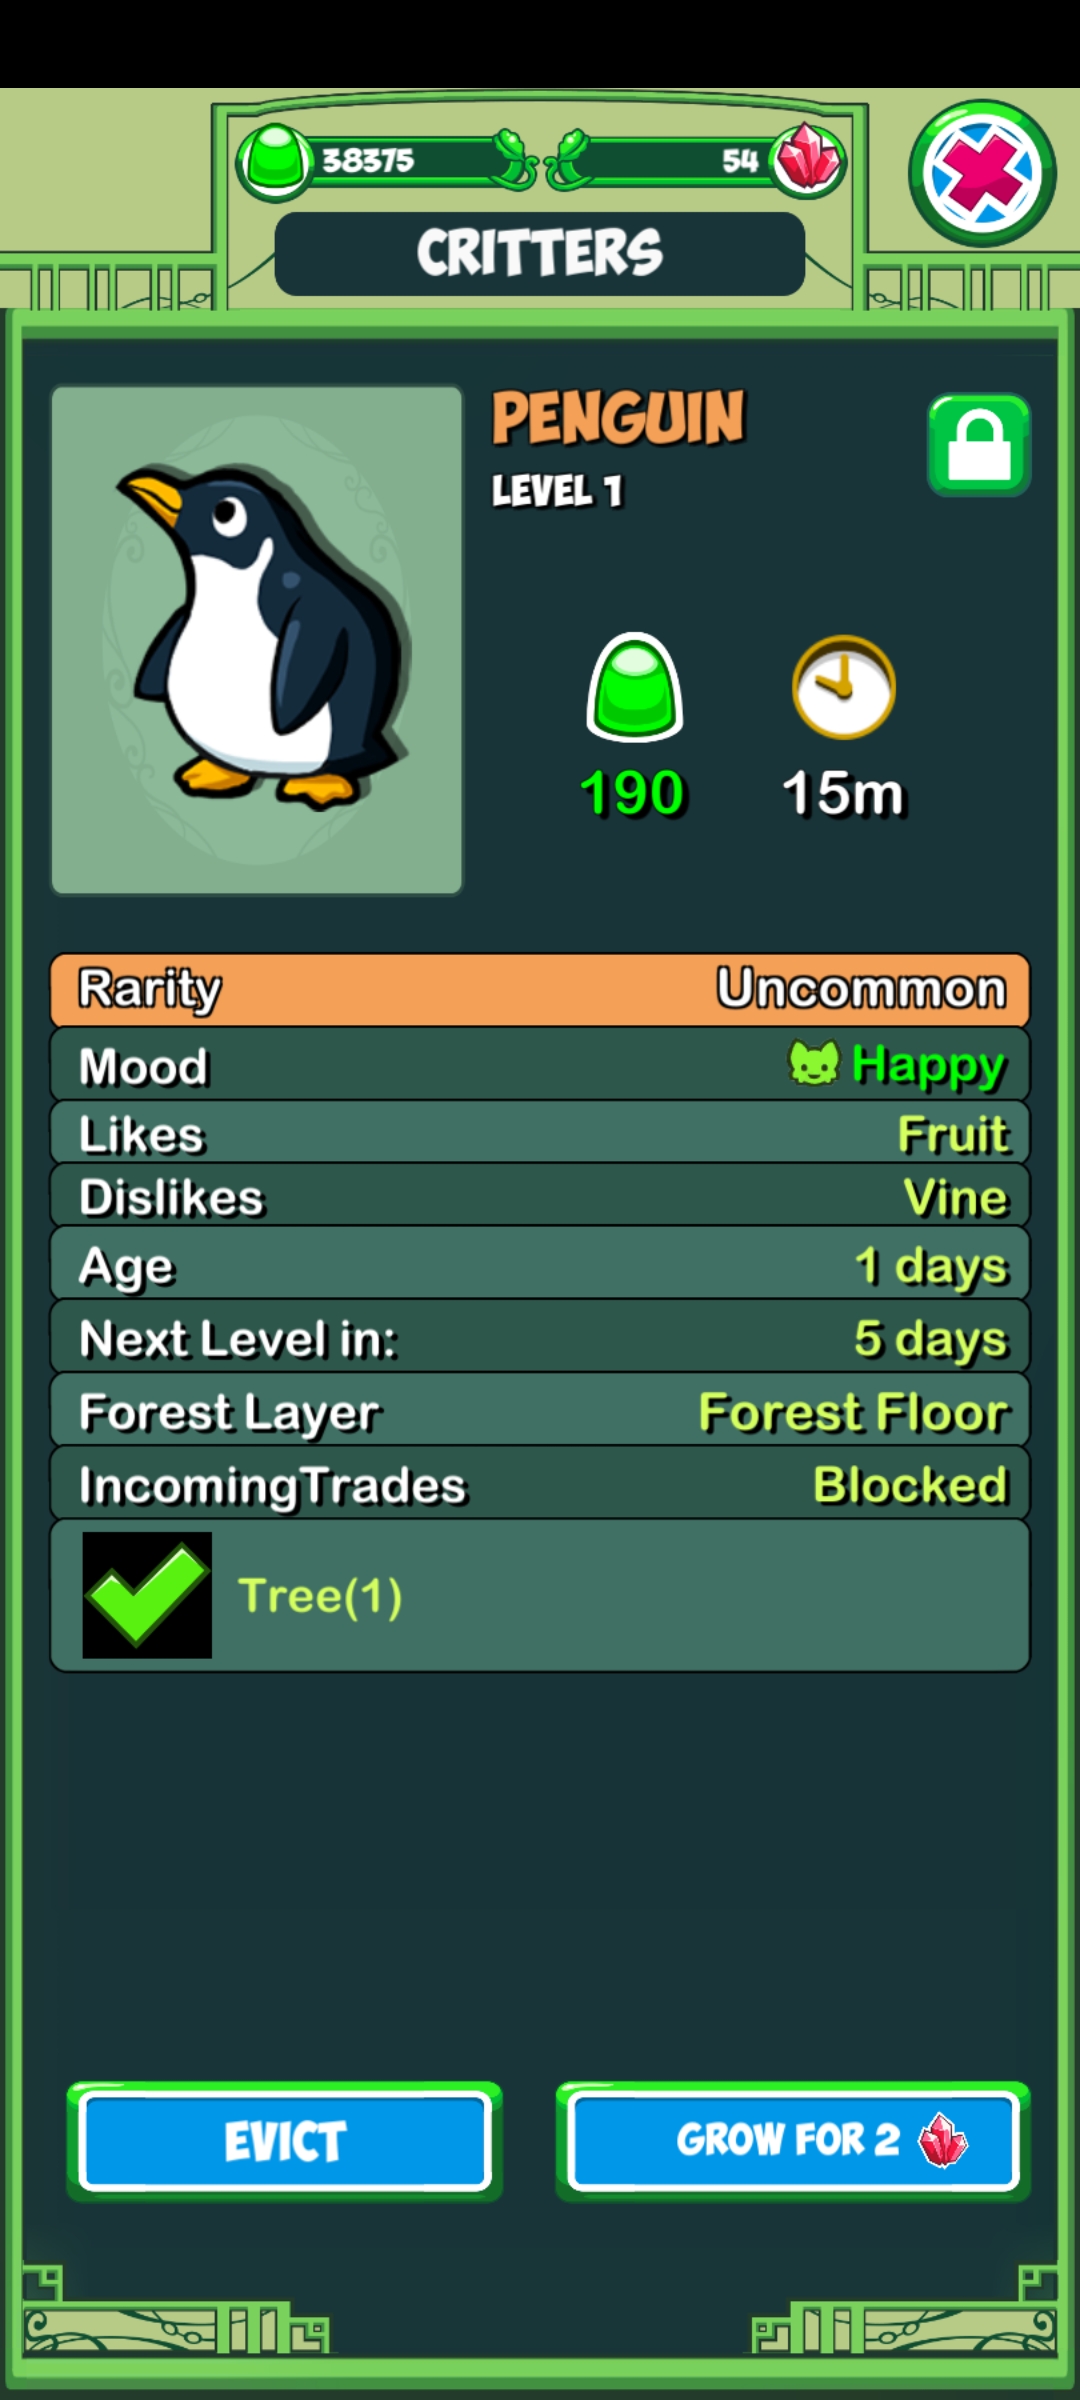 38375
54
CRITTERS
PENGUIN
LEVEL 1
190
15m
Rarity Uncommon
Mood Happy
Likes Fruit
Dislikes Vine
Age 1 days
Next Level in: 5 days
Forest Layer Forest Floor
IncomingTrades Blocked
Tree(1)
EVICT
GROW FOR 2